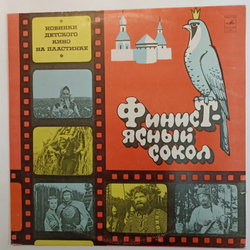 НОВИНКИ
ДЕТСКОГО
КИНО
НА ПЛАСТИНКЕ
ФИНИСТ-
ЯСНЫЙ
СОКОЛ